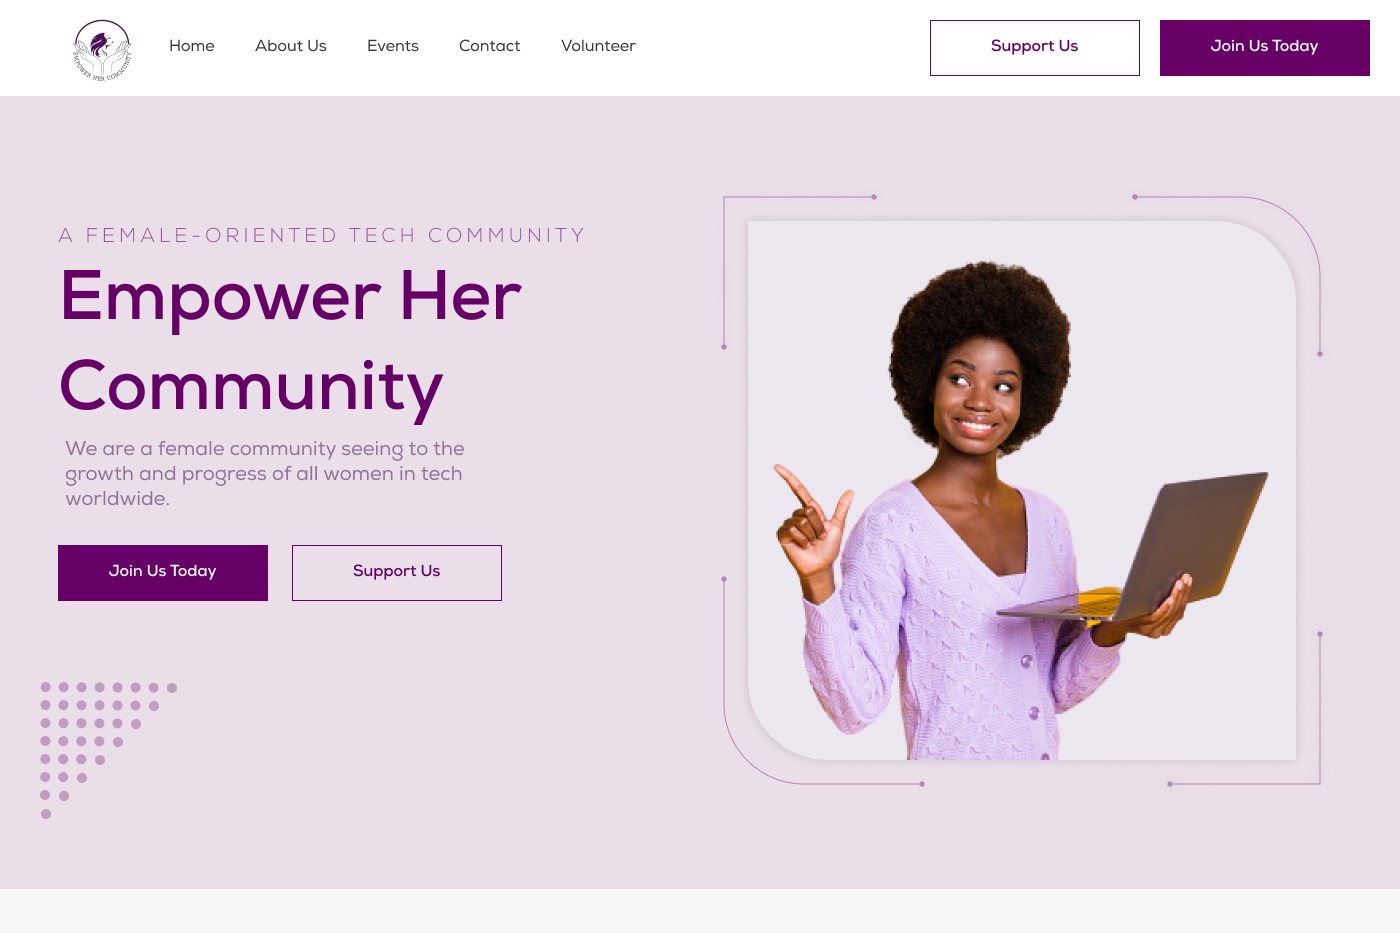 EMPOWER HER COMMUNITY
Home
About Us
Events
Contact
Volunteer
Support Us
Join Us Today
A FEMALE-ORIENTED TECH COMMUNITY
Empower Her
Community
We are a female community seeing to the
growth and progress of all women in tech
worldwide.
Join Us Today
Support Us